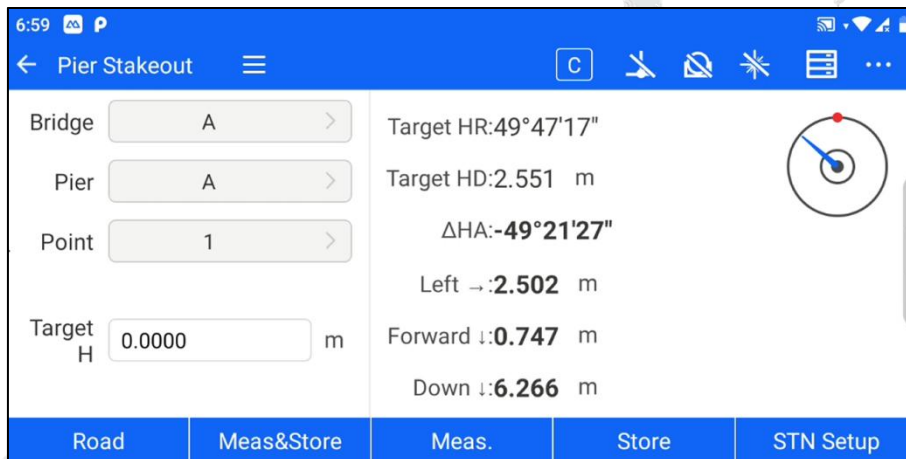 6:59
Pier Stakeout
C
Bridge A
Pier A
Point 1
Target H 0.0000 m
Target HR:49°47'17"
Target HD:2.551 m
ΔHA:-49°21'27"
Left →:2.502 m
Forward ↓:0.747 m
Down ↓:6.266 m
Road Meas&Store Meas. Store STN Setup